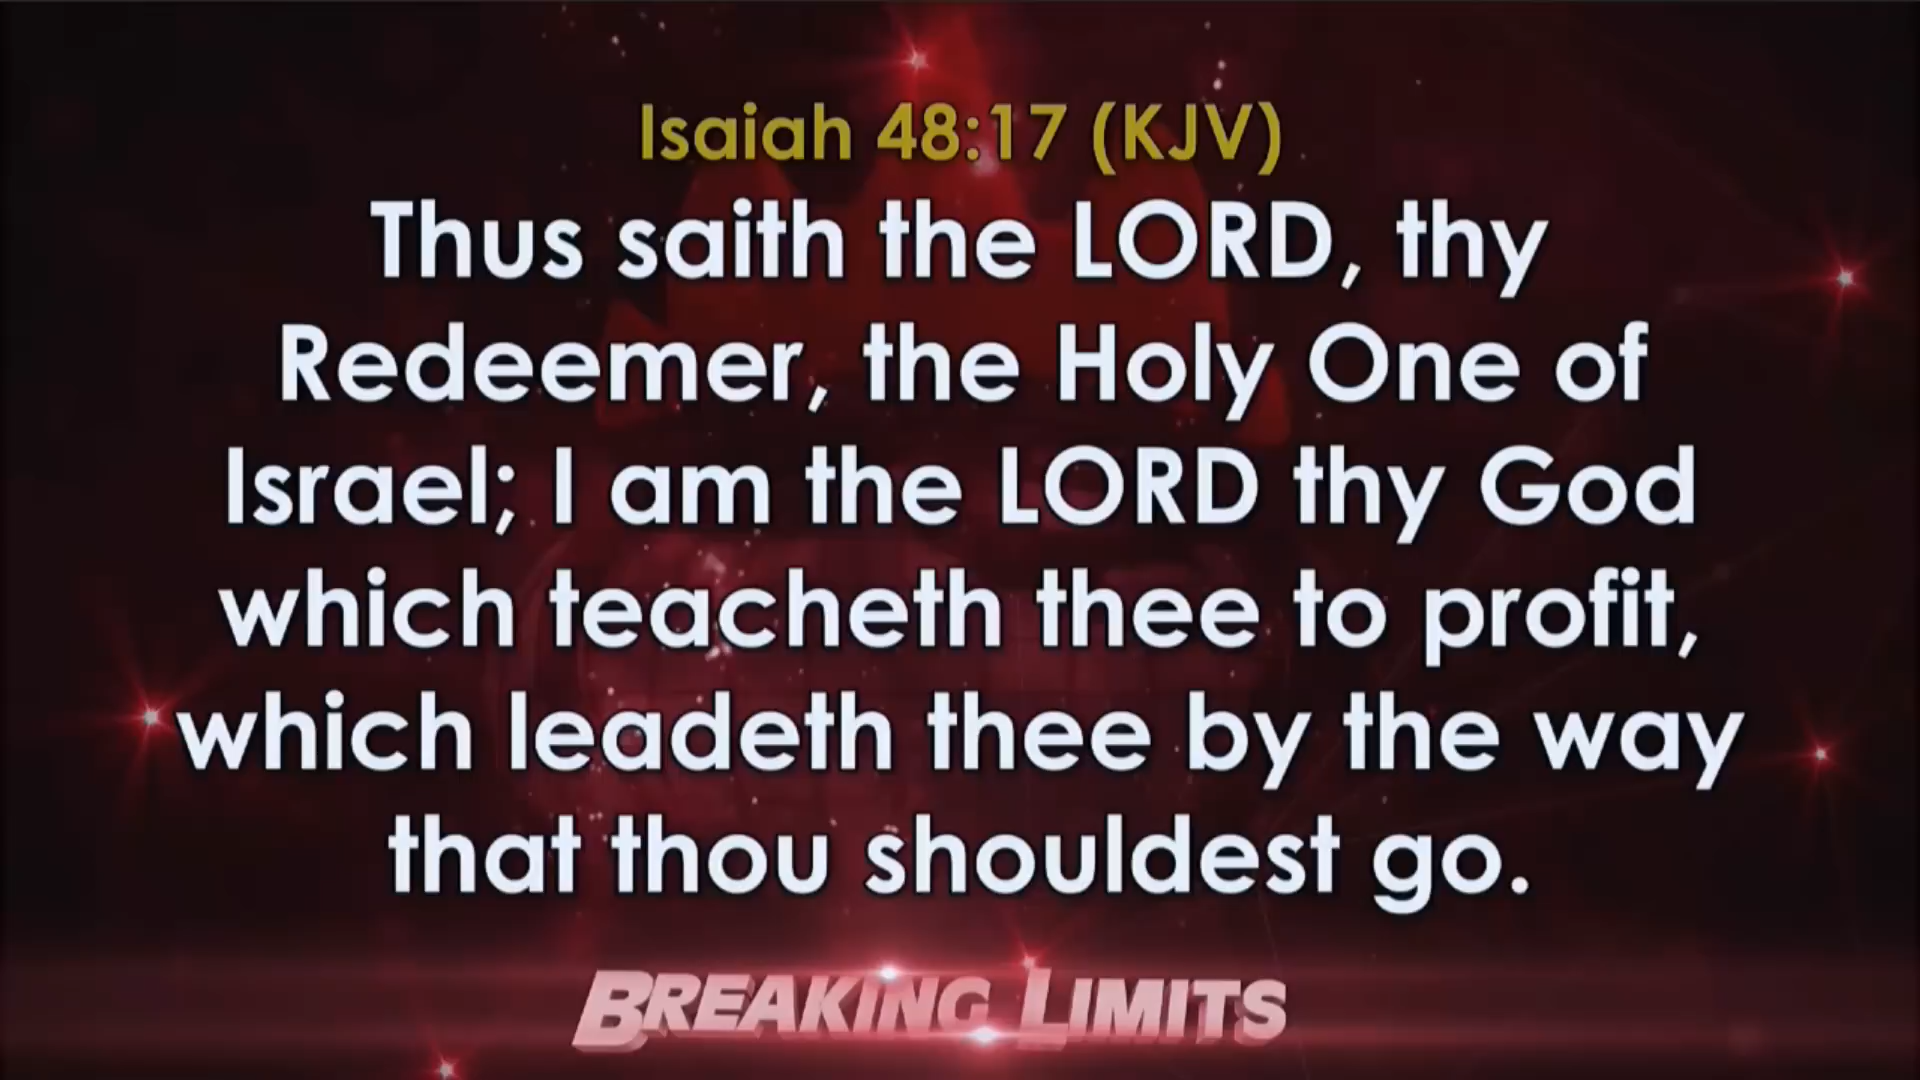 Isaiah 48:17 (KJV)
Thus saith the LORD, thy
Redeemer, the Holy One of
Israel; I am the LORD thy God
which teacheth thee to profit,
which leadeth thee by the way
that thou shouldest go.
BREAKING LIMITS